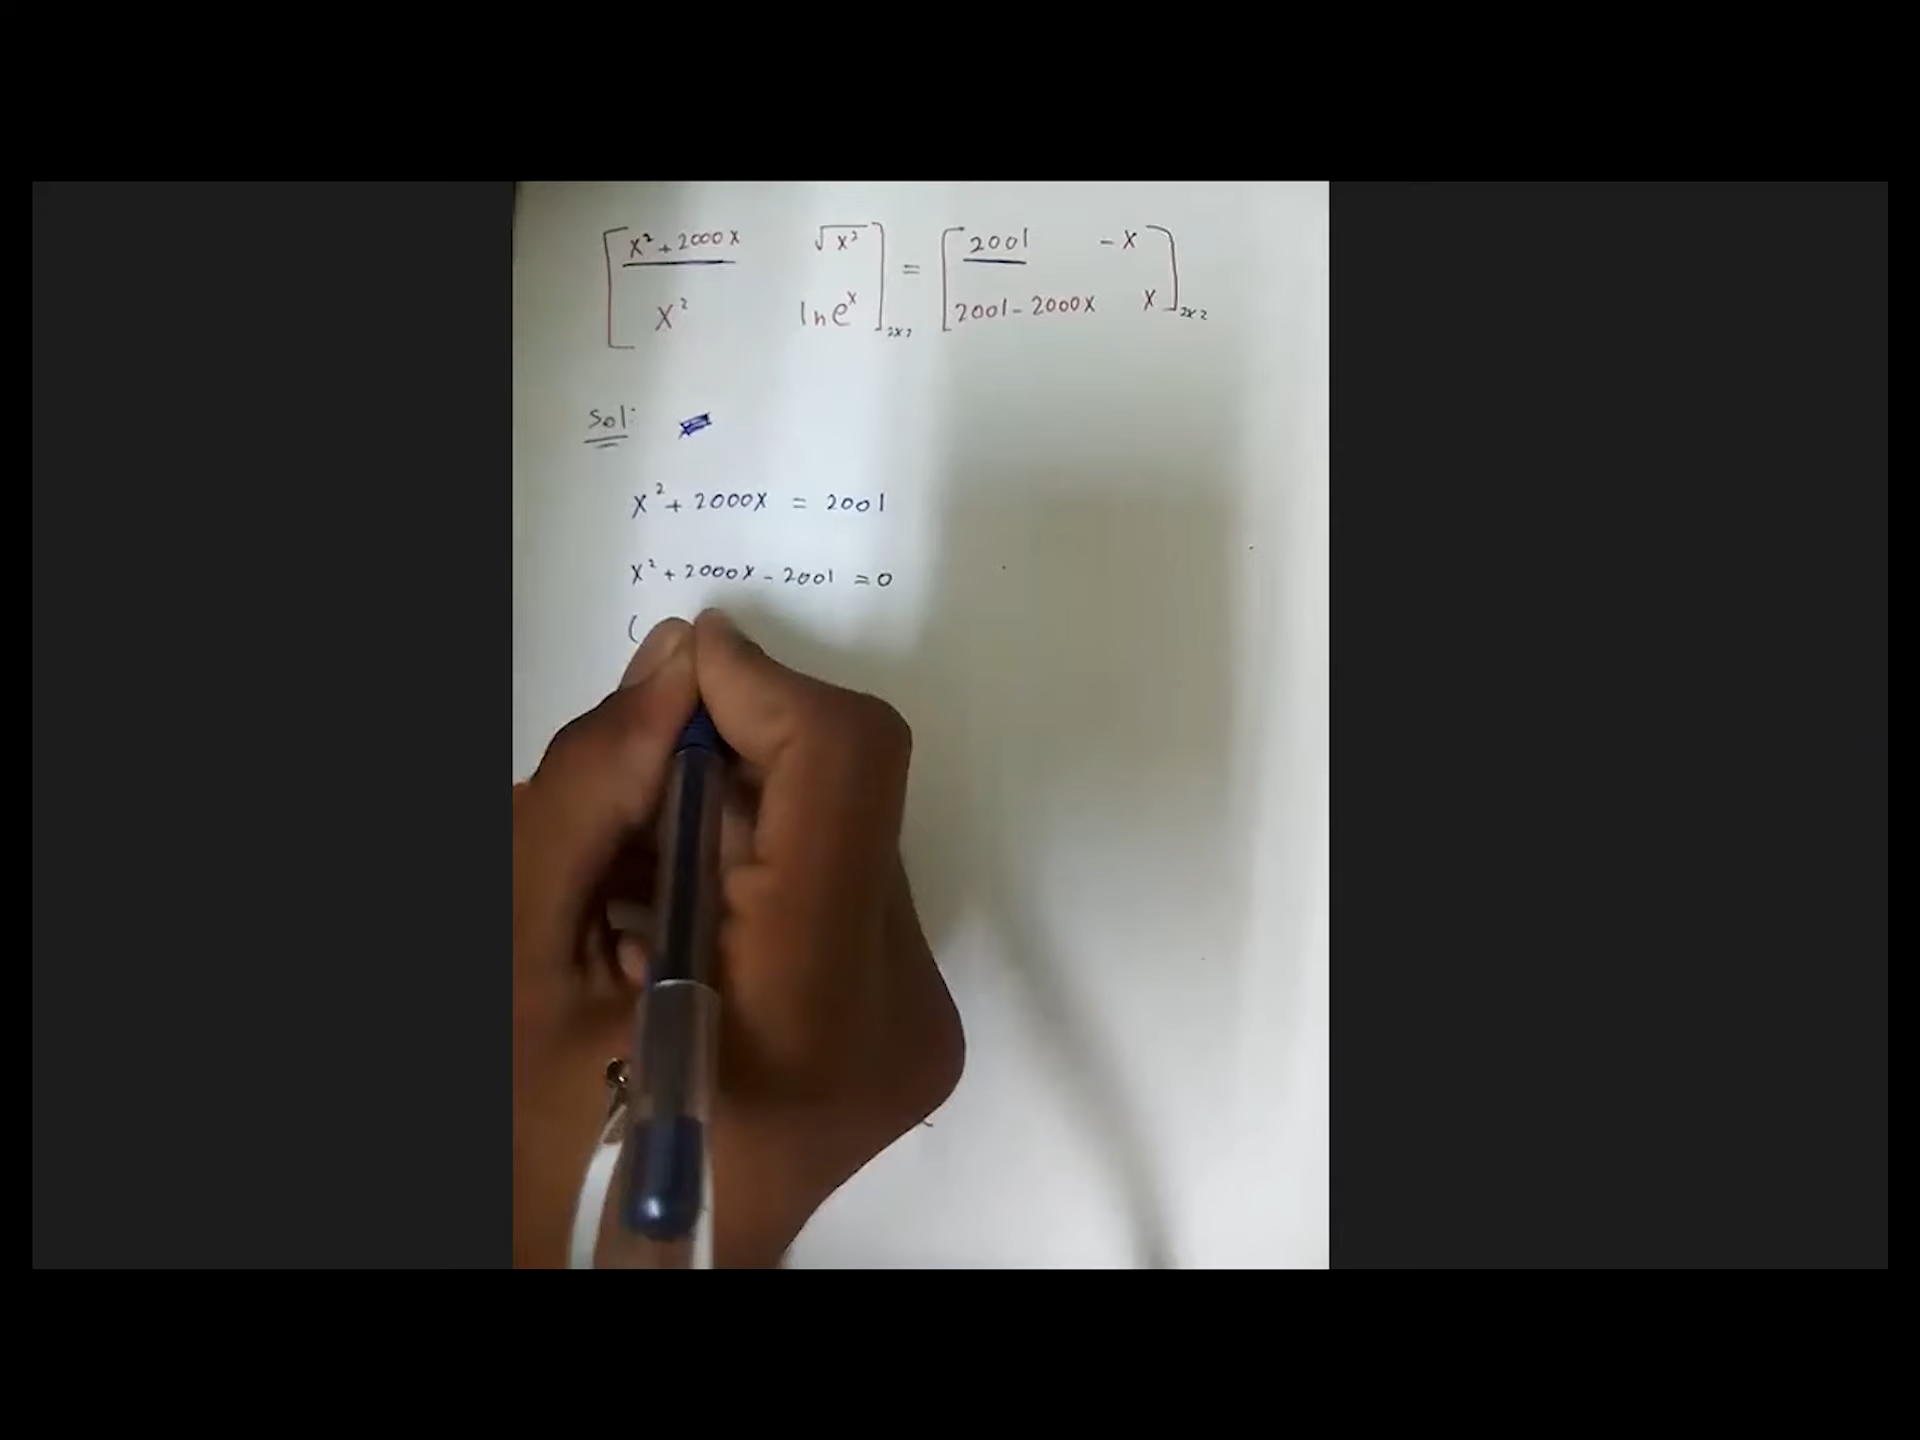 [ x² + 2000x √x² ]₂ₓ₂ = [ 2001 -x ]₂ₓ₂
[ x² ln eˣ ] [ 2001 - 2000x x ]
Sol:
x² + 2000x = 2001
x² + 2000x - 2001 = 0
(